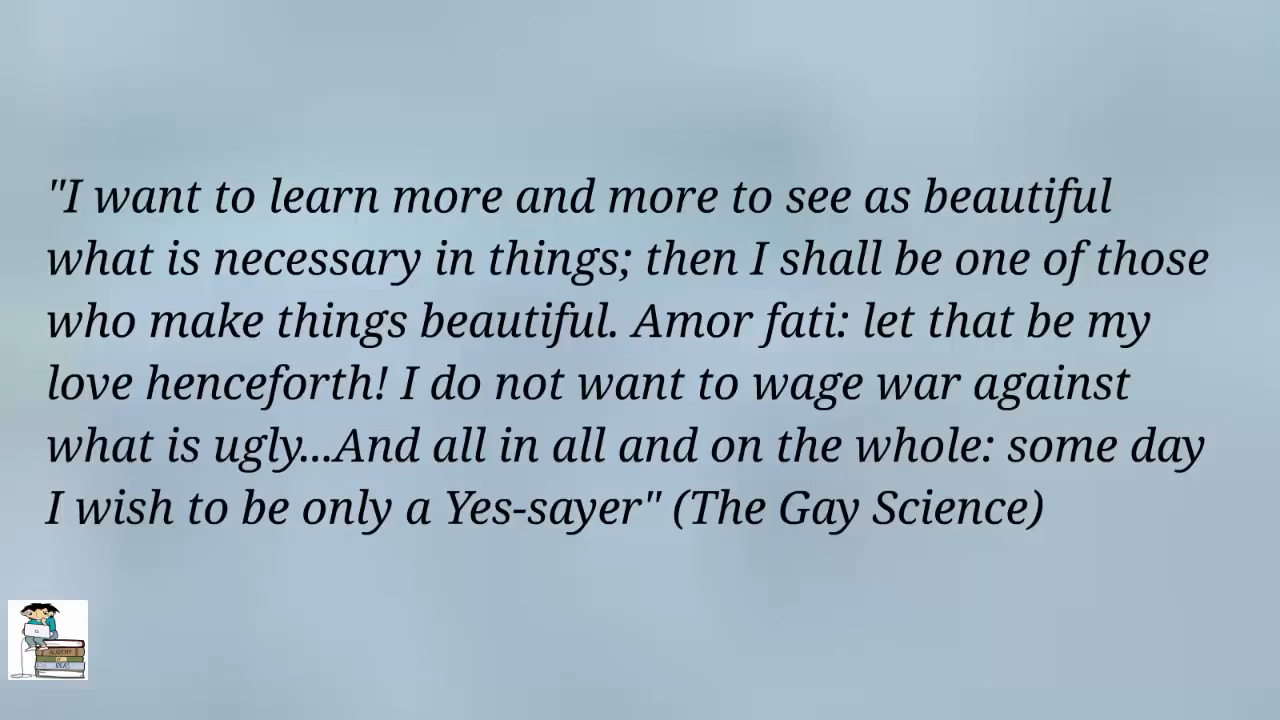 "I want to learn more and more to see as beautiful
what is necessary in things; then I shall be one of those
who make things beautiful. Amor fati: let that be my
love henceforth! I do not want to wage war against
what is ugly...And all in all and on the whole: some day
I wish to be only a Yes-sayer" (The Gay Science)
ACADEMY
OF
IDEAS